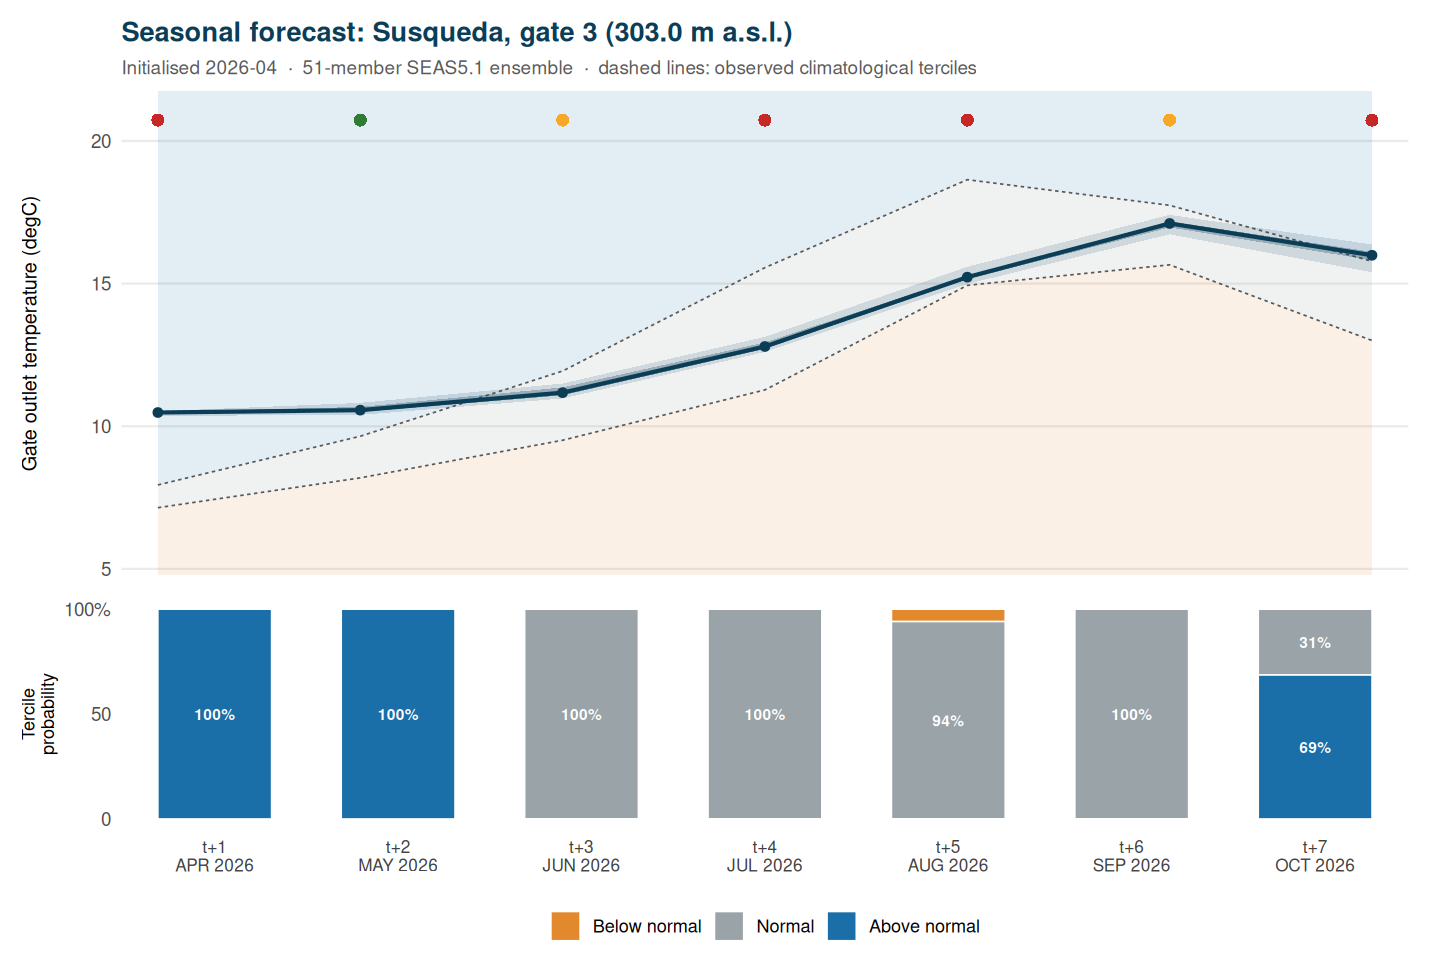 Seasonal forecast: Susqueda, gate 3 (303.0 m a.s.l.)
Initialised 2026-04 · 51-member SEAS5.1 ensemble · dashed lines: observed climatological terciles
Gate outlet temperature (degC)
20
15
10
5
Tercile
probability
100%
50
0
100%
100%
100%
100%
94%
100%
31%
69%
t+1
APR 2026
t+2
MAY 2026
t+3
JUN 2026
t+4
JUL 2026
t+5
AUG 2026
t+6
SEP 2026
t+7
OCT 2026
Below normal
Normal
Above normal